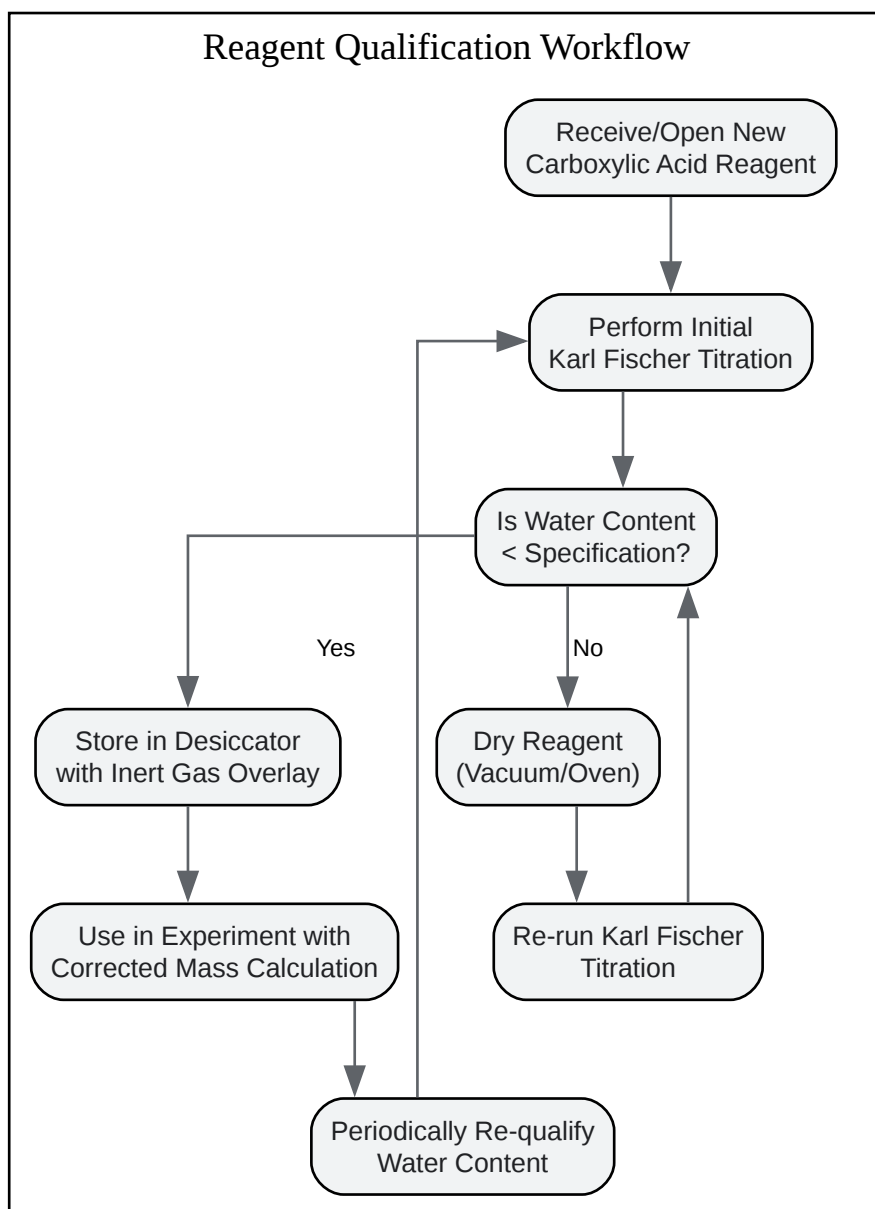 Reagent Qualification Workflow
Receive/Open New
Carboxylic Acid Reagent
Perform Initial
Karl Fischer Titration
Is Water Content
< Specification?
Yes
No
Store in Desiccator
with Inert Gas Overlay
Dry Reagent
(Vacuum/Oven)
Use in Experiment with
Corrected Mass Calculation
Re-run Karl Fischer
Titration
Periodically Re-qualify
Water Content